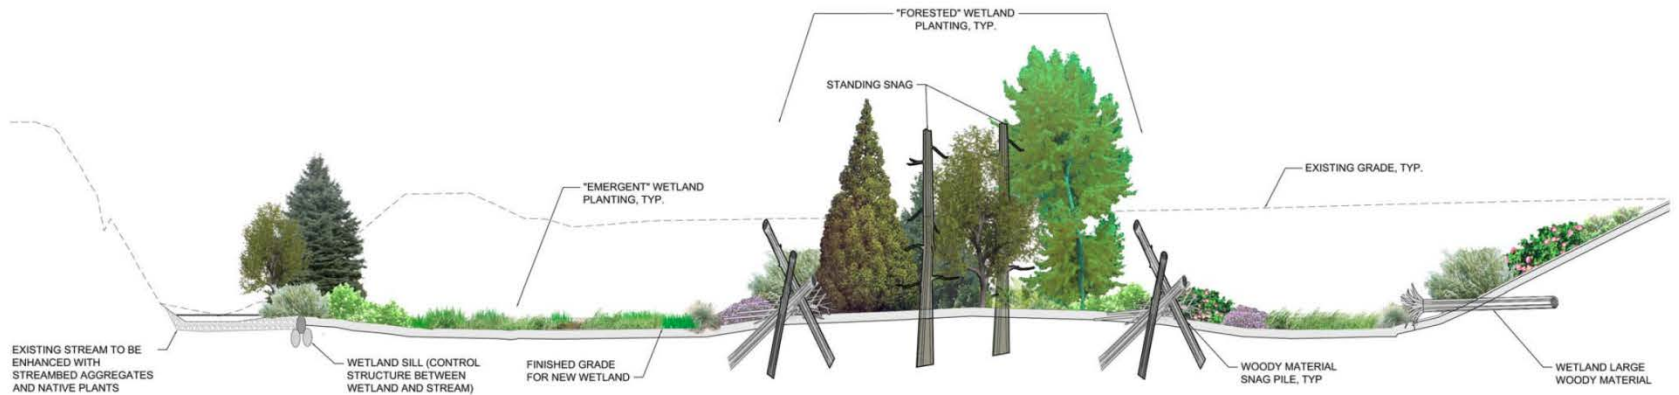 "FORESTED" WETLAND
PLANTING, TYP.
STANDING SNAG
EXISTING GRADE, TYP.
"EMERGENT" WETLAND
PLANTING, TYP.
EXISTING STREAM TO BE
ENHANCED WITH
STREAMBED AGGREGATES
AND NATIVE PLANTS
WETLAND SILL (CONTROL
STRUCTURE BETWEEN
WETLAND AND STREAM)
FINISHED GRADE
FOR NEW WETLAND
WOODY MATERIAL
SNAG PILE, TYP
WETLAND LARGE
WOODY MATERIAL